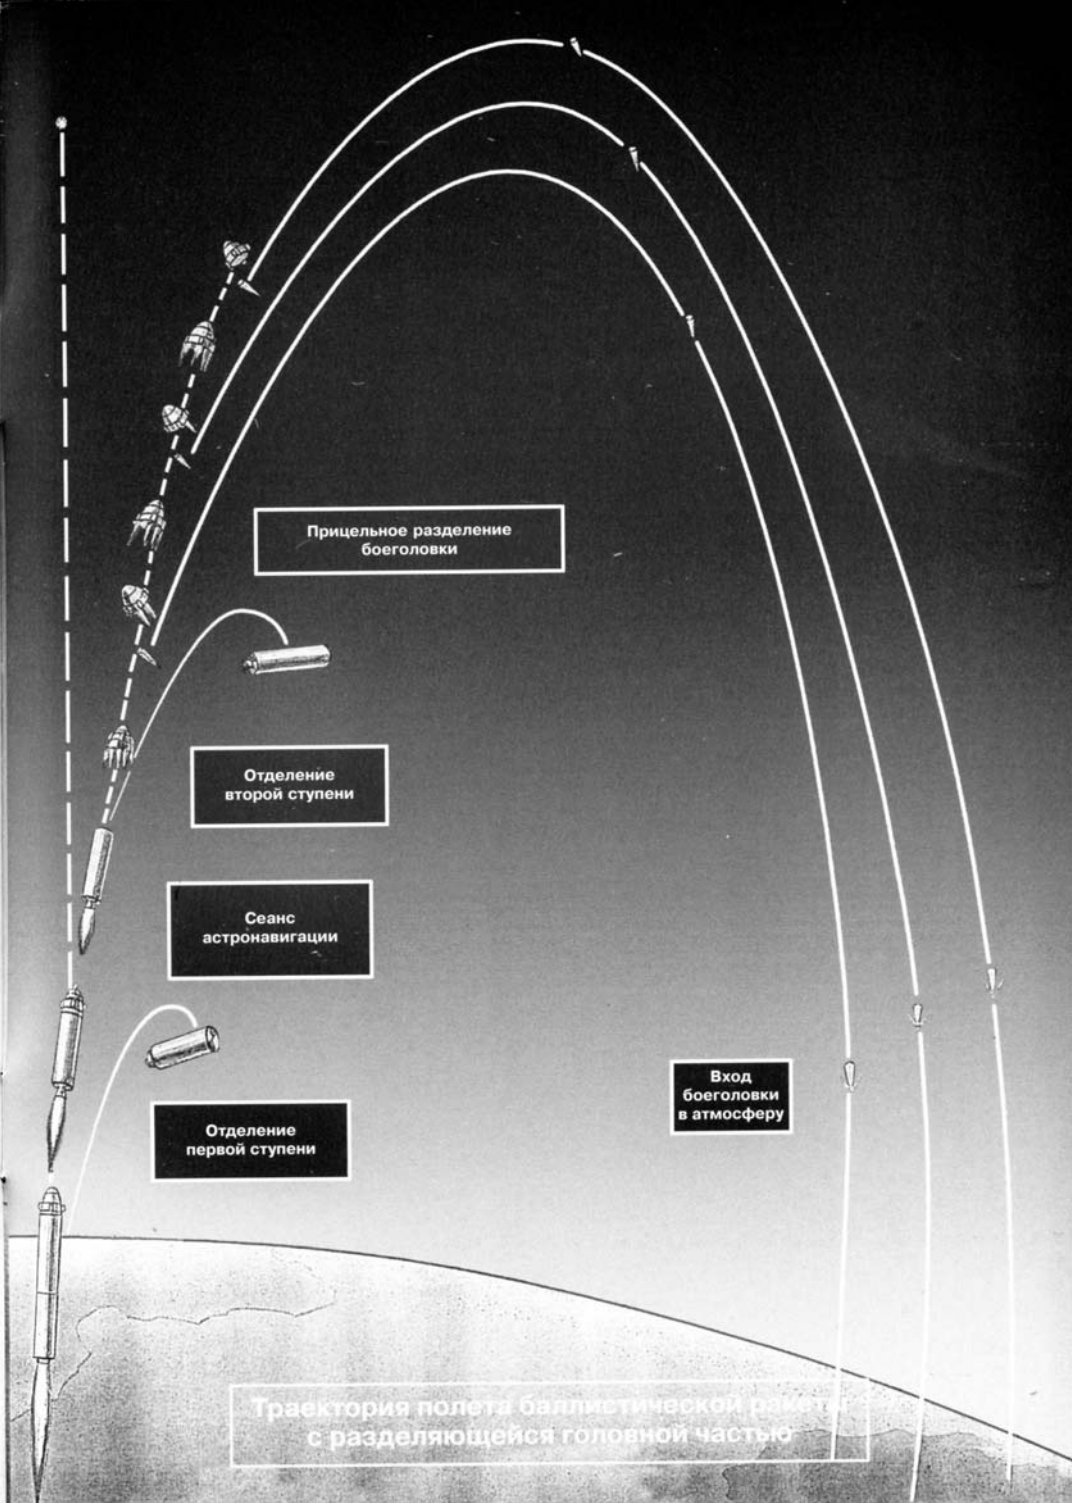 Прицельное разделение
боеголовки
Отделение
второй ступени
Сеанс
астронавигации
Отделение
первой ступени
Вход
боеголовки
в атмосферу
Траектория полета баллистической ракеты
с разделяющейся головной частью